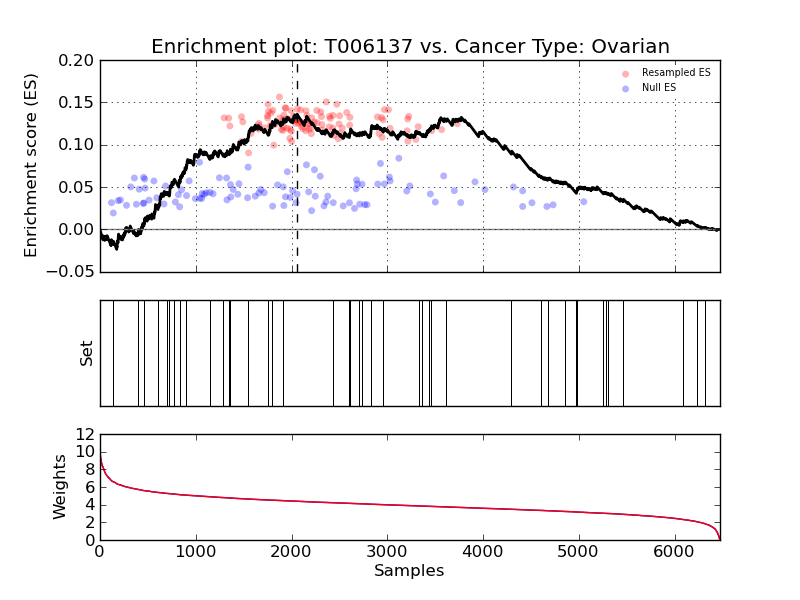 Enrichment plot: T006137 vs. Cancer Type: Ovarian
Enrichment score (ES)
0.20
0.15
0.10
0.05
0.00
−0.05
Resampled ES
Null ES
Set
Weights
12
10
8
6
4
2
0
0 1000 2000 3000 4000 5000 6000
Samples